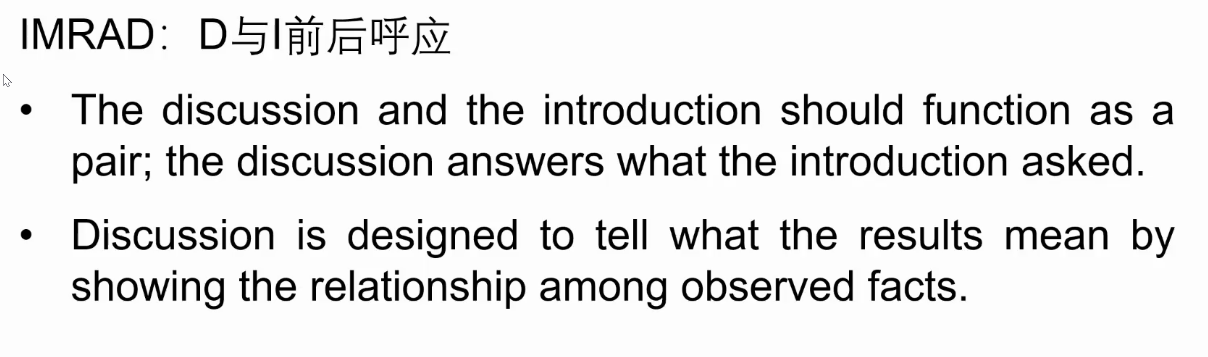 IMRAD：D与I前后呼应
• The discussion and the introduction should function as a
pair; the discussion answers what the introduction asked.
• Discussion is designed to tell what the results mean by
showing the relationship among observed facts.